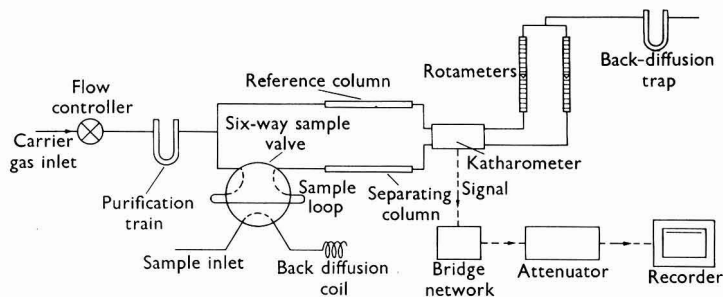 Flow
controller
Carrier
gas inlet
Purification
train
Reference column
Six-way sample
valve
Sample
loop
Separating
column
Sample inlet
Back diffusion
coil
Rotameters
Back-diffusion
trap
Katharometer
Signal
Bridge
network
Attenuator
Recorder